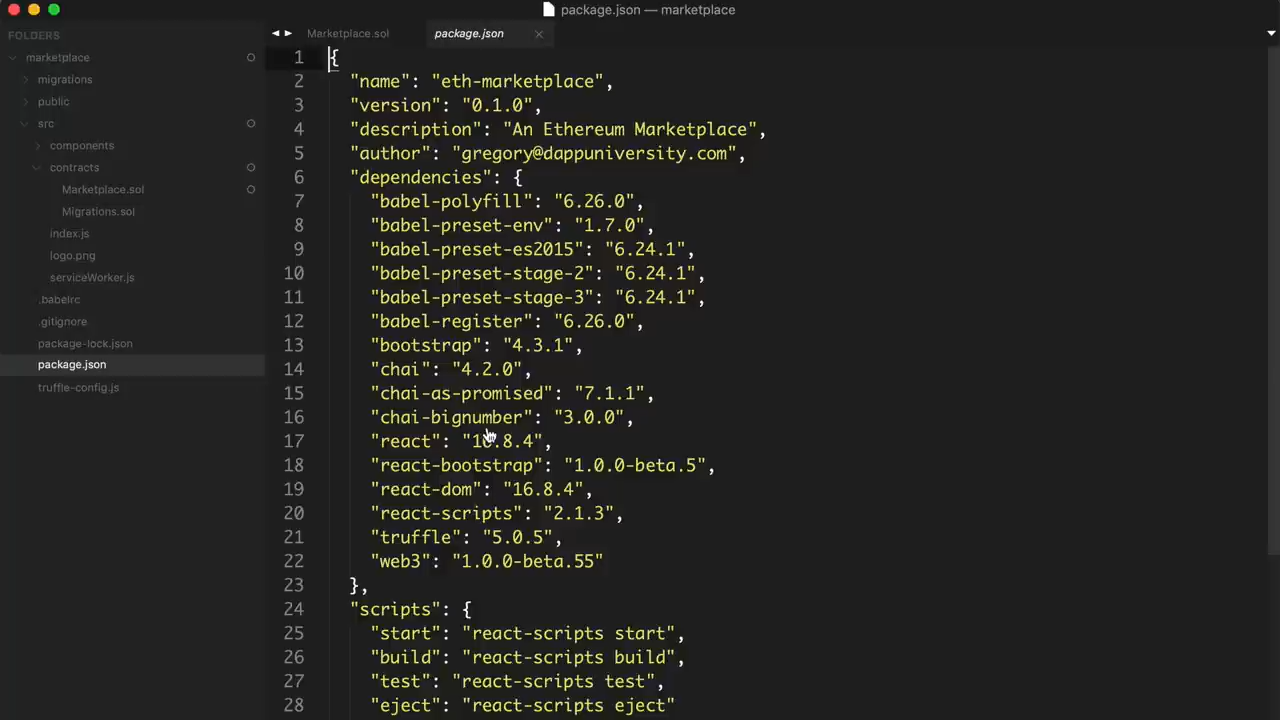 package.json — marketplace
FOLDERS
marketplace
migrations
public
src
components
contracts
Marketplace.sol
Migrations.sol
index.js
logo.png
serviceWorker.js
.babelrc
.gitignore
package-lock.json
package.json
truffle-config.js
Marketplace.sol
package.json
1 {
2 "name": "eth-marketplace",
3 "version": "0.1.0",
4 "description": "An Ethereum Marketplace",
5 "author": "gregory@dappuniversity.com",
6 "dependencies": {
7 "babel-polyfill": "6.26.0",
8 "babel-preset-env": "1.7.0",
9 "babel-preset-es2015": "6.24.1",
10 "babel-preset-stage-2": "6.24.1",
11 "babel-preset-stage-3": "6.24.1",
12 "babel-register": "6.26.0",
13 "bootstrap": "4.3.1",
14 "chai": "4.2.0",
15 "chai-as-promised": "7.1.1",
16 "chai-bignumber": "3.0.0",
17 "react": "16.8.4",
18 "react-bootstrap": "1.0.0-beta.5",
19 "react-dom": "16.8.4",
20 "react-scripts": "2.1.3",
21 "truffle": "5.0.5",
22 "web3": "1.0.0-beta.55"
23 },
24 "scripts": {
25 "start": "react-scripts start",
26 "build": "react-scripts build",
27 "test": "react-scripts test",
28 "eject": "react-scripts eject"